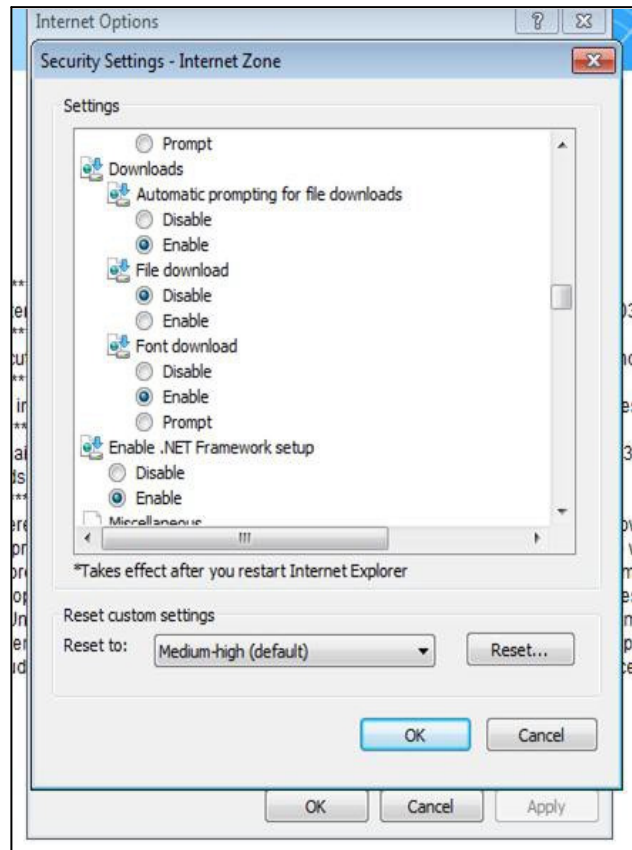 Internet Options
Security Settings - Internet Zone
Settings
Prompt
Downloads
Automatic prompting for file downloads
Disable
Enable
File download
Disable
Enable
Font download
Disable
Enable
Prompt
Enable .NET Framework setup
Disable
Enable
Miscellaneous
*Takes effect after you restart Internet Explorer
Reset custom settings
Reset to: Medium-high (default) Reset...
OK Cancel
OK Cancel Apply